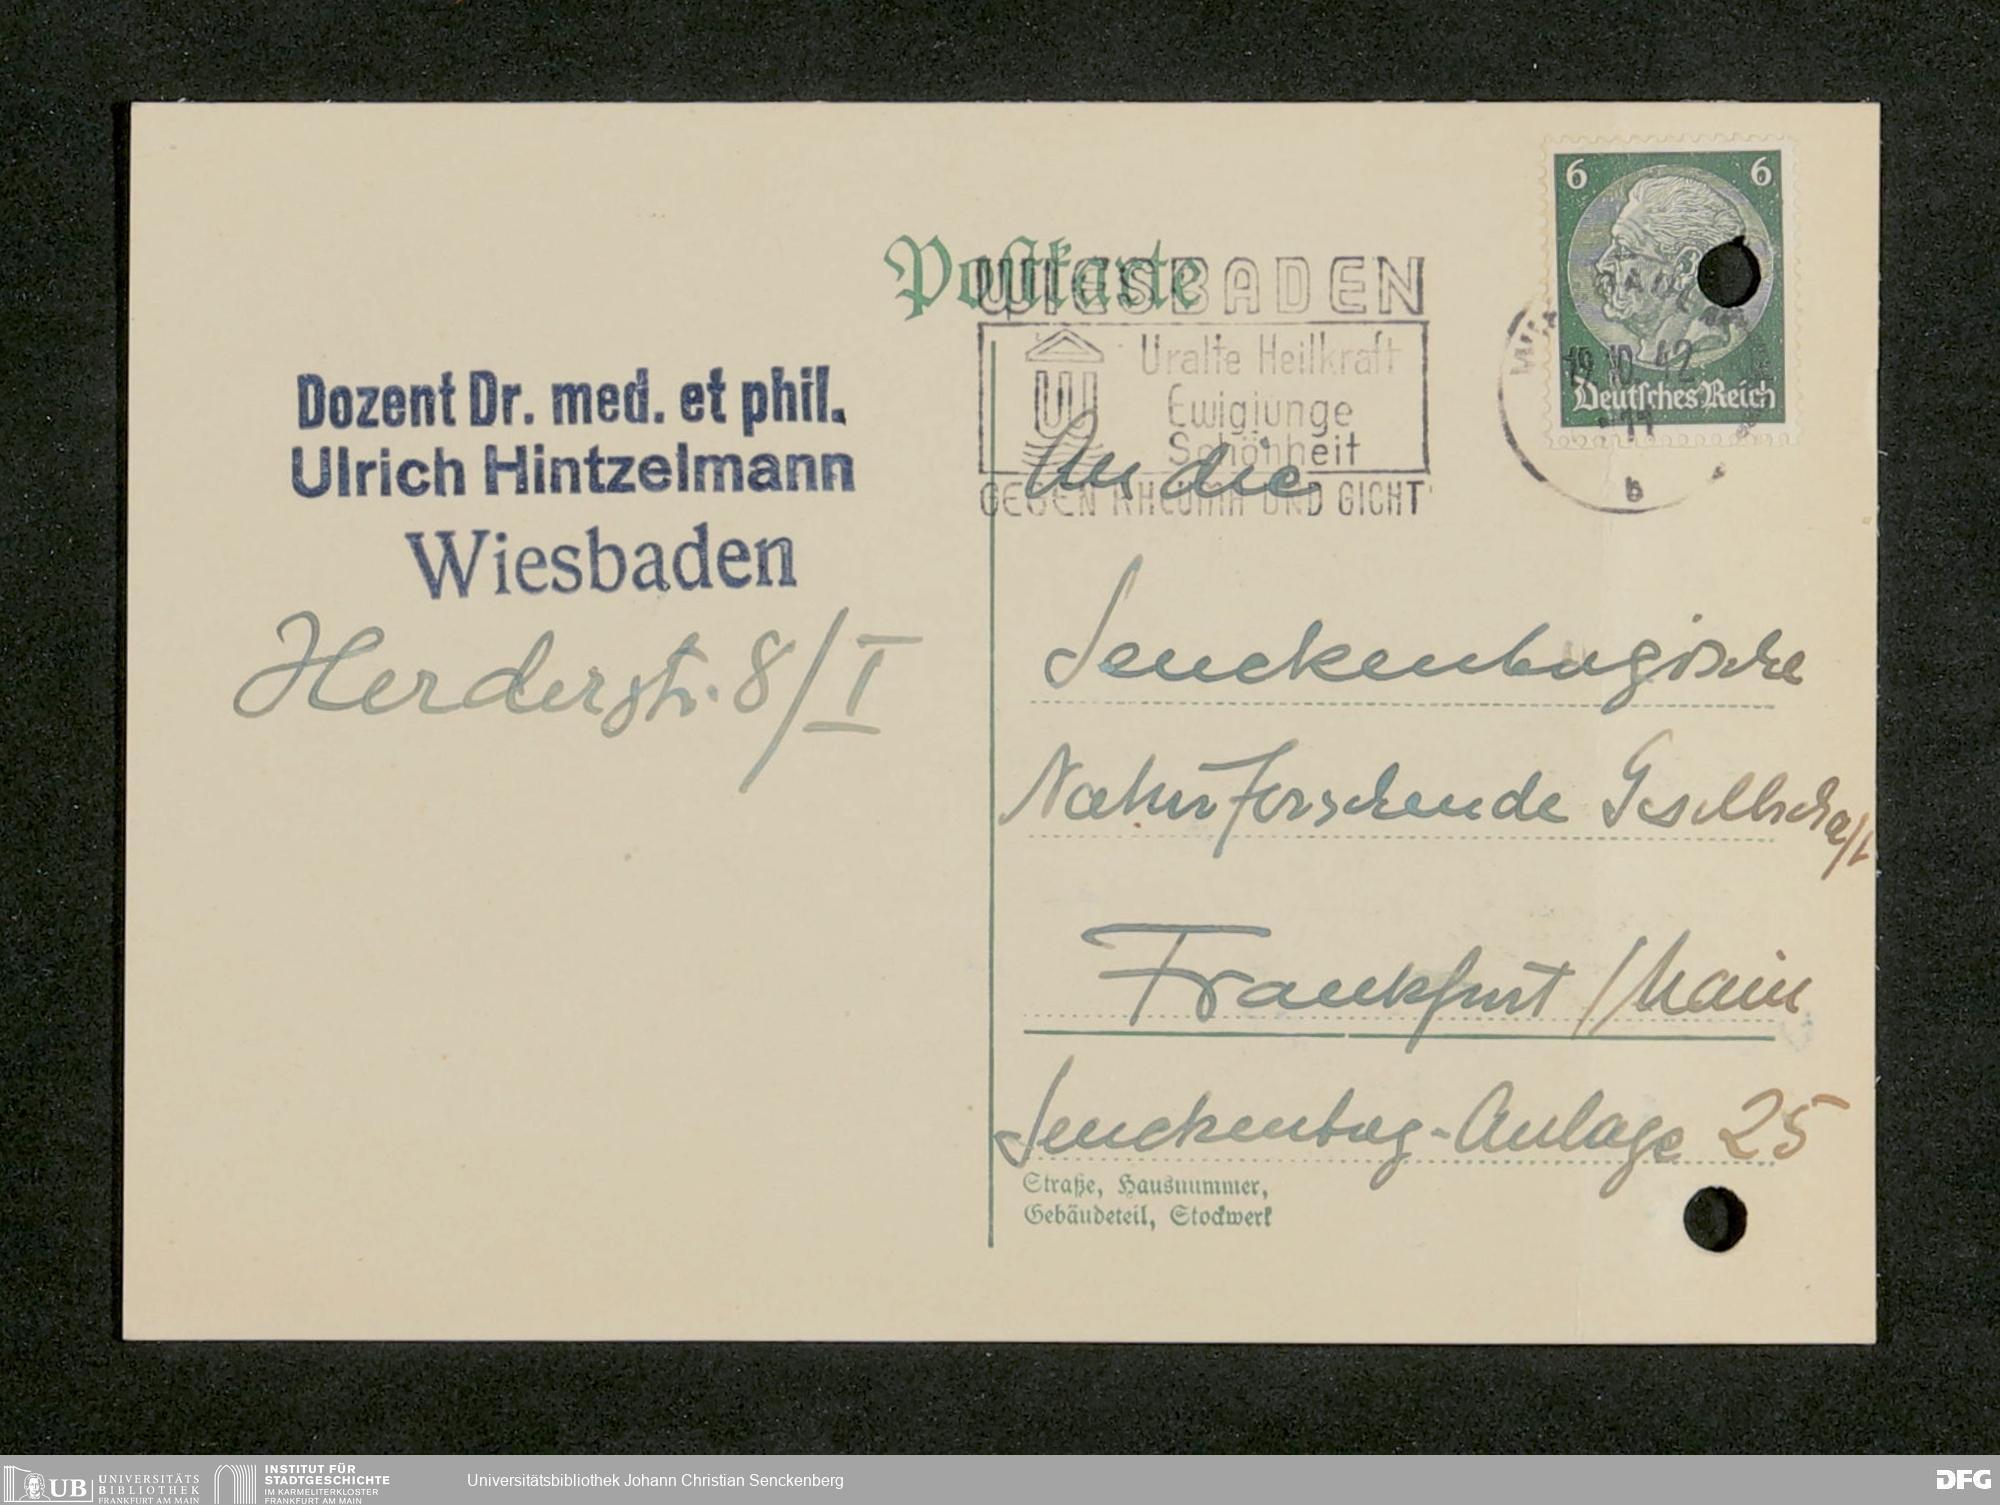 6 6
Deutsches Reich
19.10.42
11
b
Postkarte
WIESBADEN
Uralte Heilkraft
Ewigjunge
Schönheit
GEGEN RHEUMA UND GICHT
Dozent Dr. med. et phil.
Ulrich Hintzelmann
Wiesbaden
Herderstr. 8/I
An die
Senckenbergische
Naturforschende Gesellschaft
Frankfurt / Main
Senckenberg-Anlage 25
Straße, Hausnummer,
Gebäudeteil, Stockwerk
UB UNIVERSITÄTS
BIBLIOTHEK
FRANKFURT AM MAIN
INSTITUT FÜR
STADTGESCHICHTE
IM KARMELITERKLOSTER
FRANKFURT AM MAIN
Universitätsbibliothek Johann Christian Senckenberg
DFG